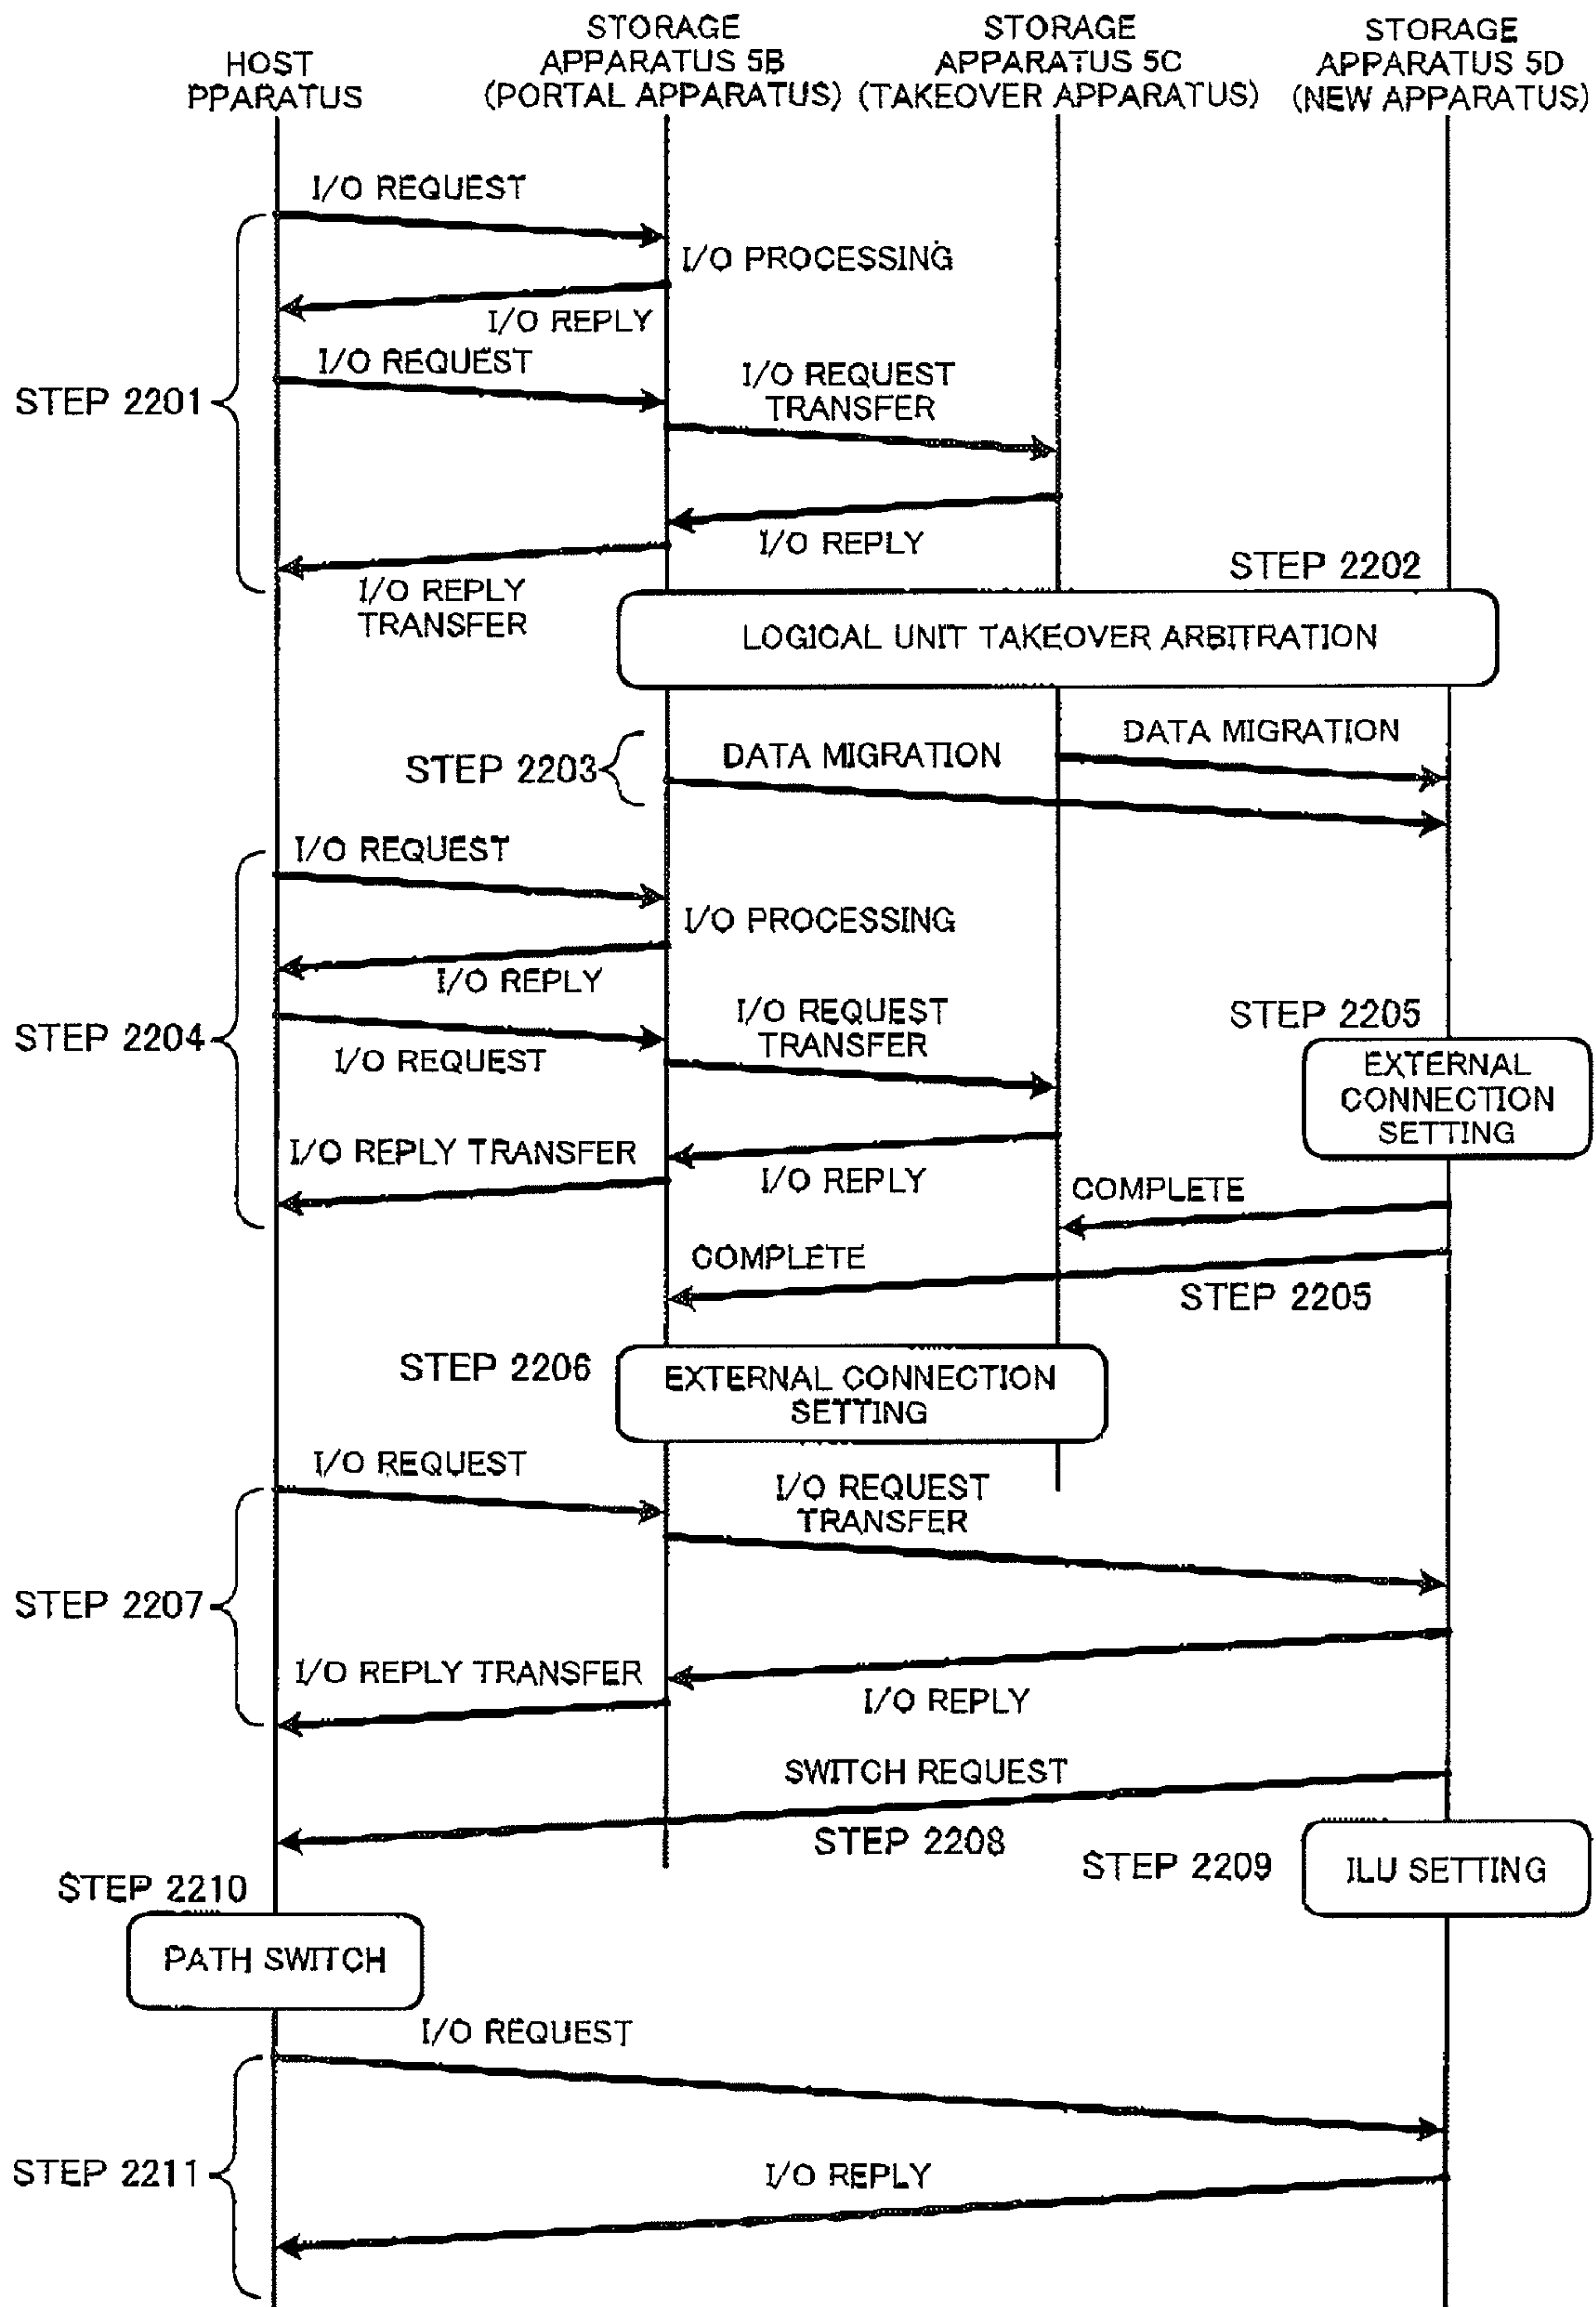 HOST
PPARATUS
STORAGE
APPARATUS 5B
(PORTAL APPARATUS)
STORAGE
APPARATUS 5C
(TAKEOVER APPARATUS)
STORAGE
APPARATUS 5D
(NEW APPARATUS)
I/O REQUEST
I/O PROCESSING
I/O REPLY
I/O REQUEST
I/O REQUEST
TRANSFER
STEP 2201
I/O REPLY
I/O REPLY
TRANSFER
STEP 2202
LOGICAL UNIT TAKEOVER ARBITRATION
STEP 2203
DATA MIGRATION
DATA MIGRATION
I/O REQUEST
I/O PROCESSING
I/O REPLY
STEP 2204
I/O REQUEST
I/O REQUEST
TRANSFER
STEP 2205
EXTERNAL
CONNECTION
SETTING
I/O REPLY TRANSFER
I/O REPLY
COMPLETE
COMPLETE
STEP 2205
STEP 2206
EXTERNAL CONNECTION
SETTING
I/O REQUEST
I/O REQUEST
TRANSFER
STEP 2207
I/O REPLY TRANSFER
I/O REPLY
SWITCH REQUEST
STEP 2208
STEP 2209
ILU SETTING
STEP 2210
PATH SWITCH
I/O REQUEST
STEP 2211
I/O REPLY